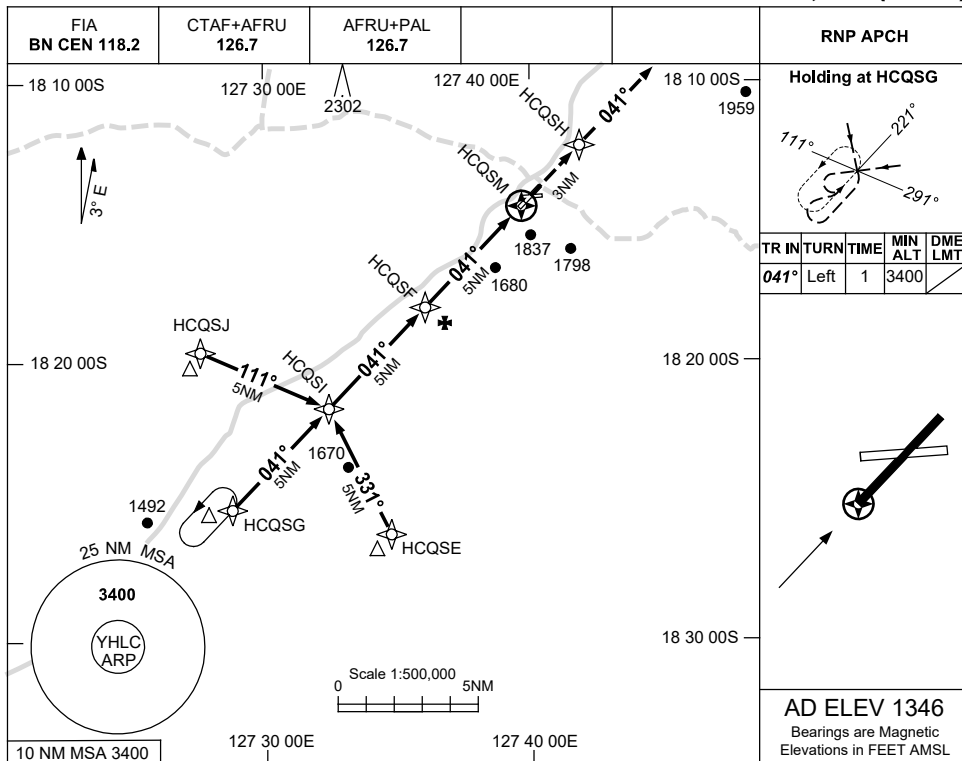 FIA
BN CEN 118.2
CTAF+AFRU
126.7
AFRU+PAL
126.7
RNP APCH
18 10 00S
127 30 00E
127 40 00E
18 10 00S
2302
1959
HCQSH
041°
3NM
HCQSM
3° E
1837
1798
1680
041°
5NM
HCQSF
HCQSJ
18 20 00S
18 20 00S
111°
5NM
HCQSI
041°
5NM
1670
041°
5NM
331°
5NM
1492
HCQSG
HCQSE
25 NM MSA
3400
YHLC
ARP
18 30 00S
Scale 1:500,000
0 5NM
10 NM MSA 3400
127 30 00E
127 40 00E
Holding at HCQSG
221°
111°
291°
TR IN TURN TIME MIN ALT DME LMT
041° Left 1 3400
AD ELEV 1346
Bearings are Magnetic
Elevations in FEET AMSL